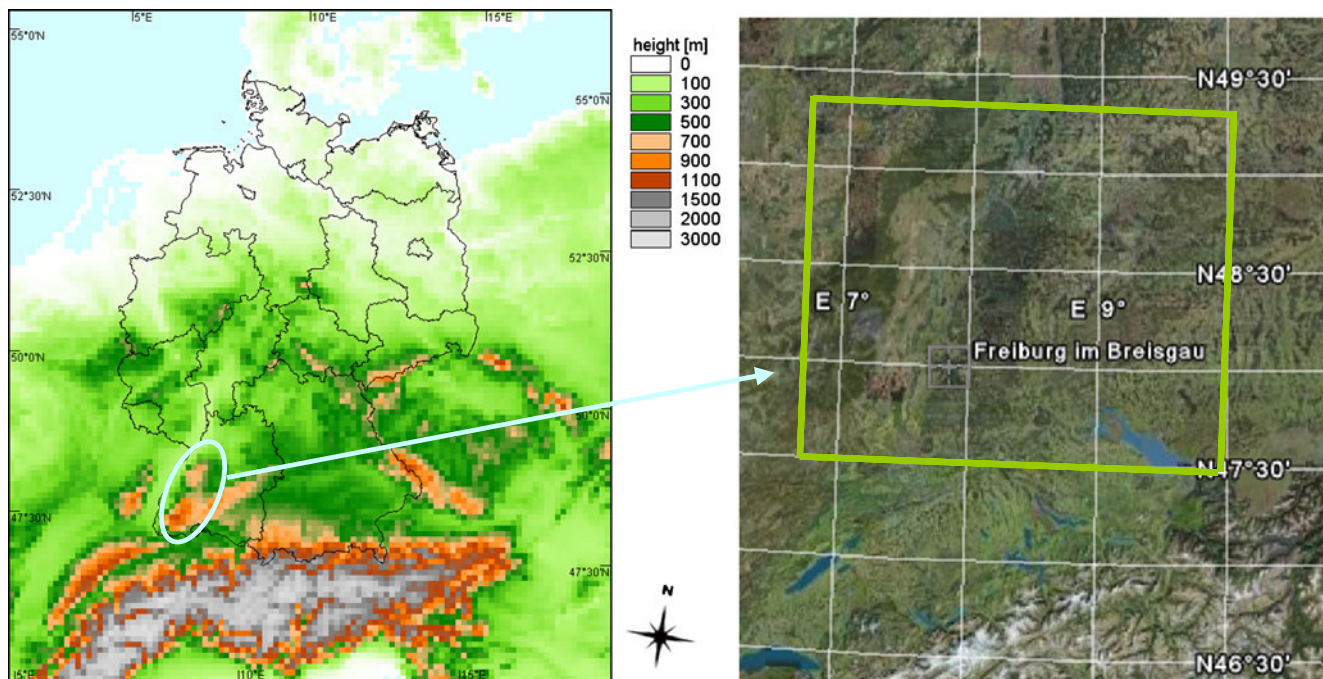 5°E
10°E
15°E
55°0'N
55°0'N
52°30'N
52°30'N
50°0'N
50°0'N
47°30'N
47°30'N
5°E
10°E
15°E
height [m]
0
100
300
500
700
900
1100
1500
2000
3000
N
N49°30'
N48°30'
E 7°
E 9°
Freiburg im Breisgau
N47°30'
N46°30'